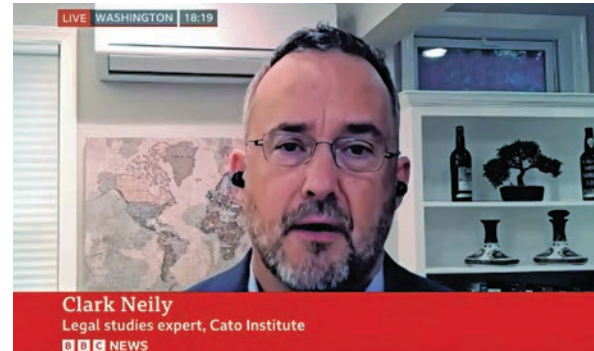 LIVE WASHINGTON 18:19
Clark Neily
Legal studies expert, Cato Institute
BBC NEWS